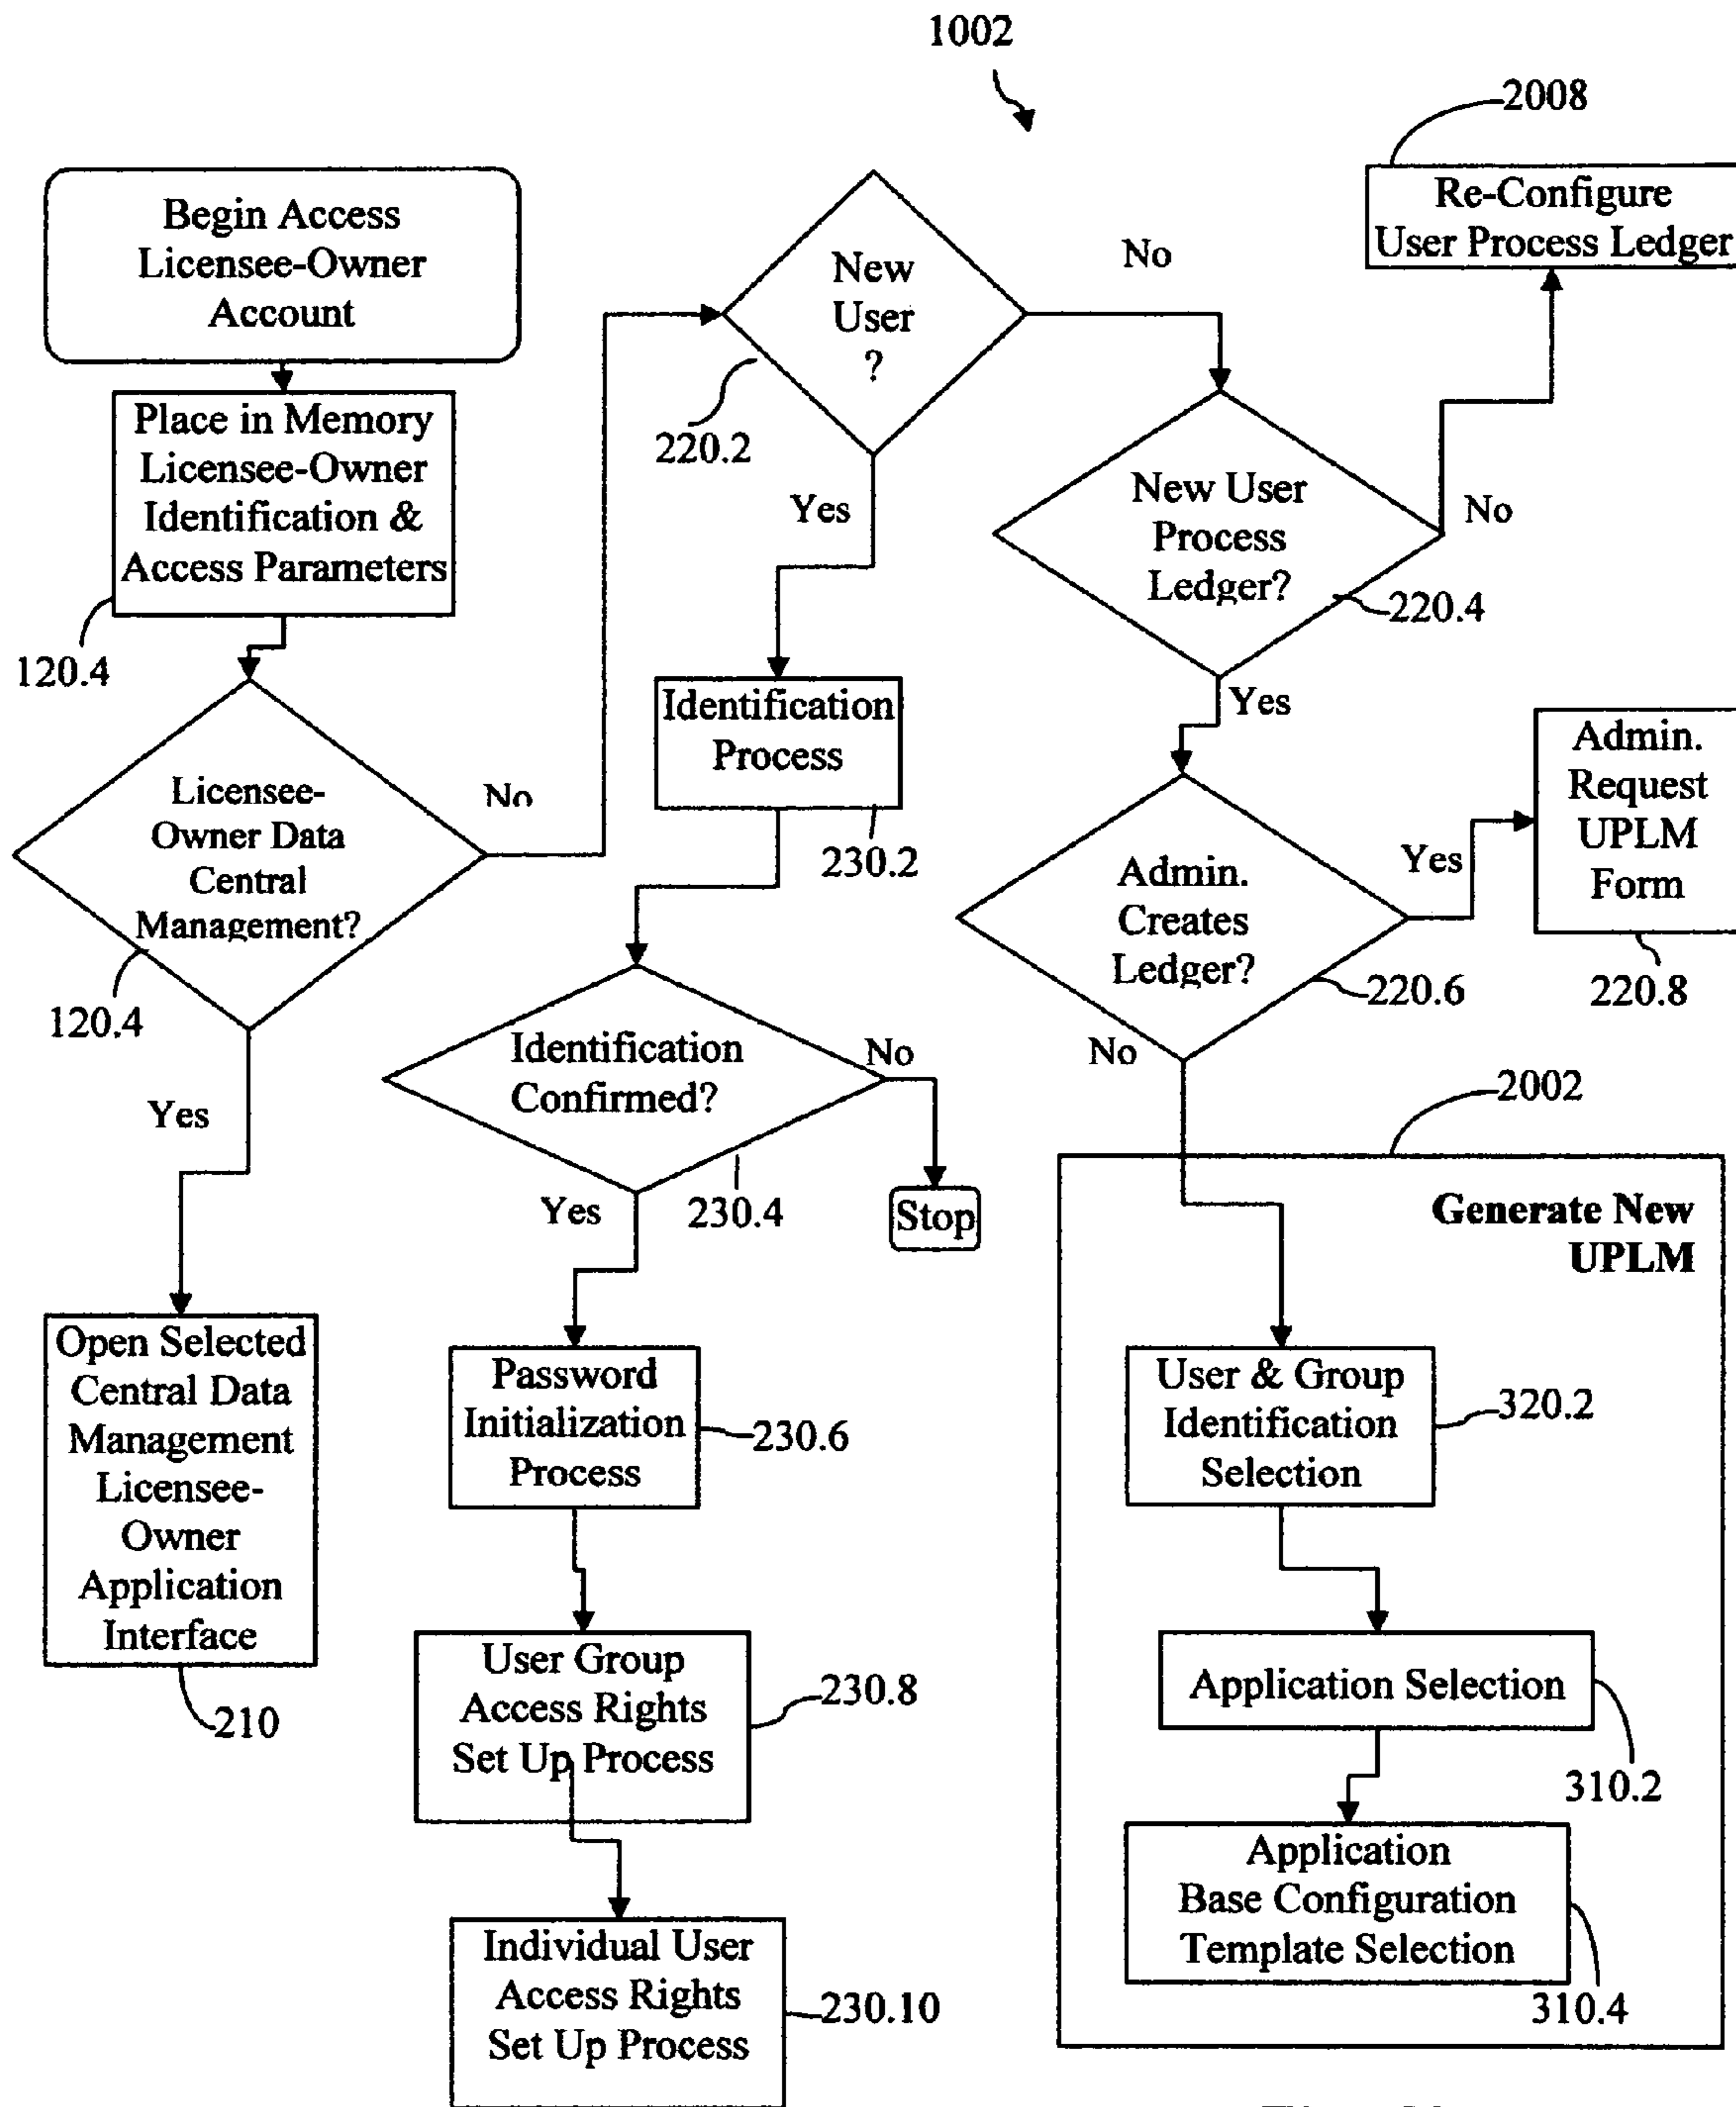 1002
2008
Re-Configure
User Process Ledger
Begin Access
Licensee-Owner
Account
Place in Memory
Licensee-Owner
Identification &
Access Parameters
120.4
Licensee-
Owner Data
Central
Management?
120.4
No
Yes
Open Selected
Central Data
Management
Licensee-
Owner
Application
Interface
210
New
User
?
220.2
No
Yes
Identification
Process
230.2
Identification
Confirmed?
230.4
No
Stop
Yes
Password
Initialization
Process
230.6
User Group
Access Rights
Set Up Process
230.8
Individual User
Access Rights
Set Up Process
230.10
New User
Process
Ledger?
220.4
No
Yes
Admin.
Creates
Ledger?
220.6
Yes
Admin.
Request
UPLM
Form
220.8
No
2002
Generate New
UPLM
User & Group
Identification
Selection
320.2
Application Selection
310.2
Application
Base Configuration
Template Selection
310.4